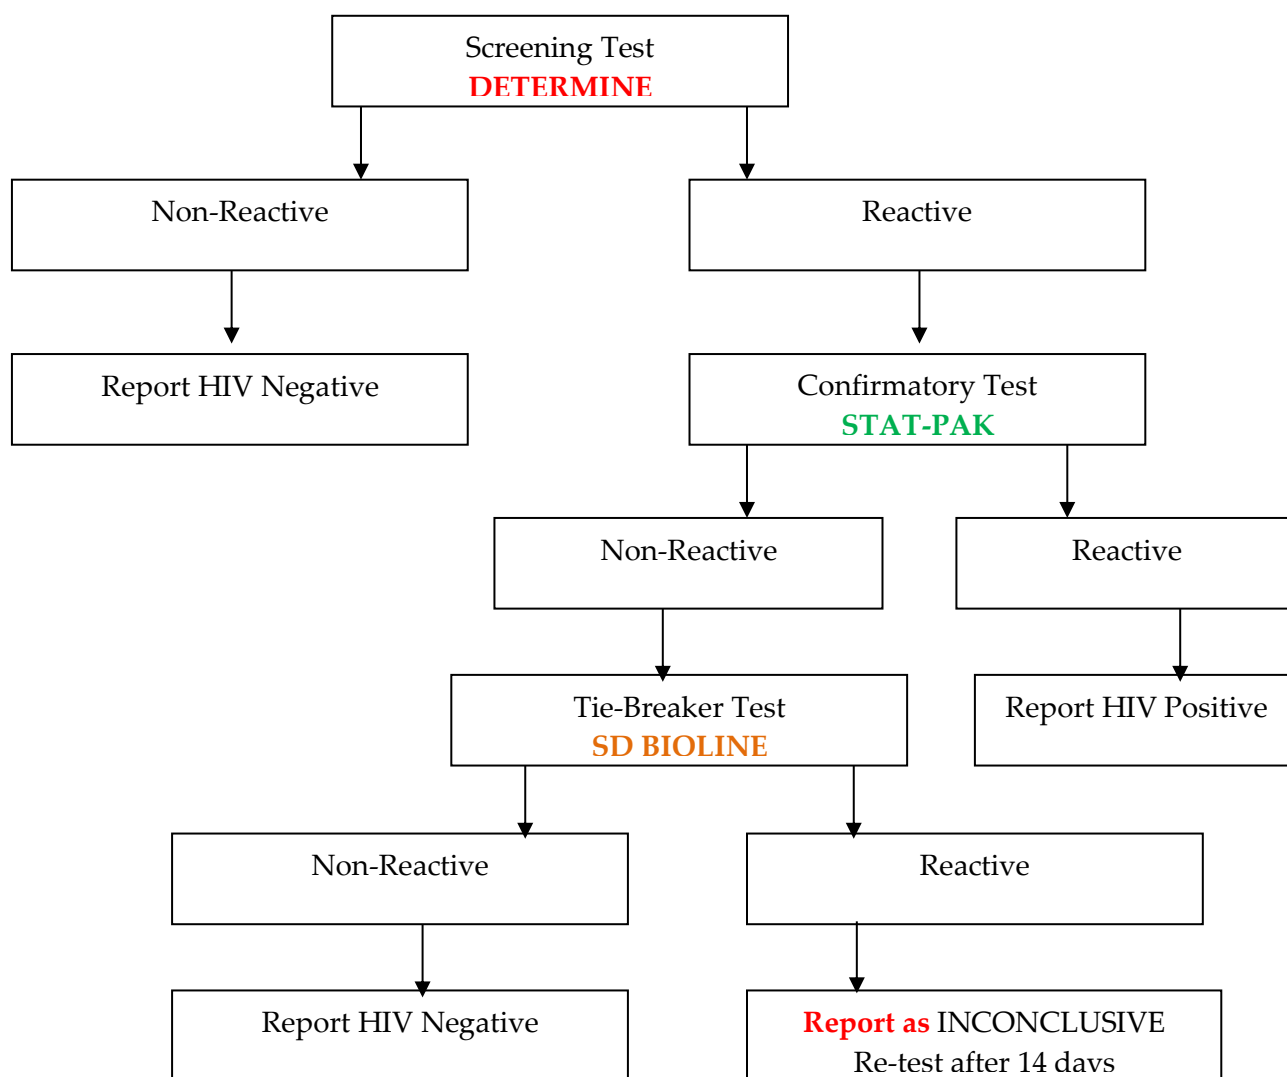 Screening Test
DETERMINE
Non-Reactive
Reactive
Report HIV Negative
Confirmatory Test
STAT-PAK
Non-Reactive
Reactive
Tie-Breaker Test
SD BIOLINE
Report HIV Positive
Non-Reactive
Reactive
Report HIV Negative
Report as INCONCLUSIVE
Re-test after 14 days